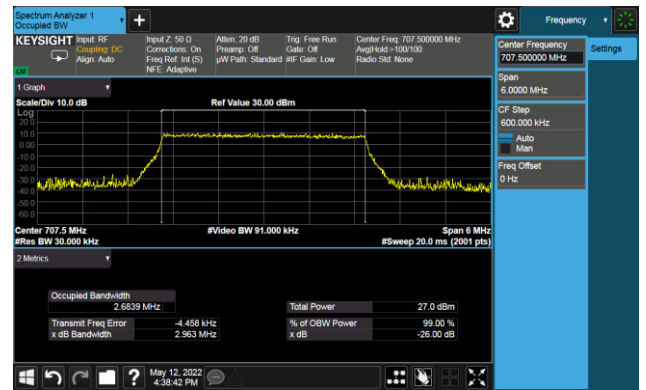 Spectrum Analyzer 1
Occupied BW
+
Frequency
KEYSIGHT
Input: RF
Coupling: DC
Align: Auto
Input Z: 50 Ω
Corrections: On
Freq Ref: Int (S)
NFE: Adaptive
Atten: 20 dB
Preamp: Off
µW Path: Standard
Trig: Free Run
Gate: Off
#IF Gain: Low
Center Freq: 707.500000 MHz
Avg|Hold:>100/100
Radio Std: None
Center Frequency
707.500000 MHz
Settings
Span
6.0000 MHz
CF Step
600.000 kHz
Auto
Man
Freq Offset
0 Hz
1 Graph
Scale/Div 10.0 dB
Ref Value 30.00 dBm
Log
20.0
10.0
0.00
-10.0
-20.0
-30.0
-40.0
-50.0
-60.0
Center 707.5 MHz
#Video BW 91.000 kHz
Span 6 MHz
#Res BW 30.000 kHz
#Sweep 20.0 ms (2001 pts)
2 Metrics
Occupied Bandwidth
2.6839 MHz
Total Power 27.0 dBm
Transmit Freq Error -4.458 kHz
% of OBW Power 99.00 %
x dB Bandwidth 2.963 MHz
x dB -26.00 dB
?
May 12, 2022
4:38:42 PM